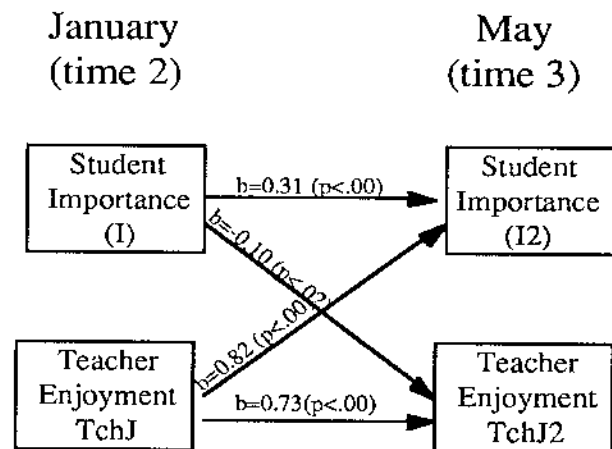 January
(time 2)
May
(time 3)
Student
Importance
(I)
b=0.31 (p<.00)
Student
Importance
(I2)
b=-0.10 (p<.02
b=0.82 (p<.00)
Teacher
Enjoyment
TchJ
b=0.73(p<.00)
Teacher
Enjoyment
TchJ2